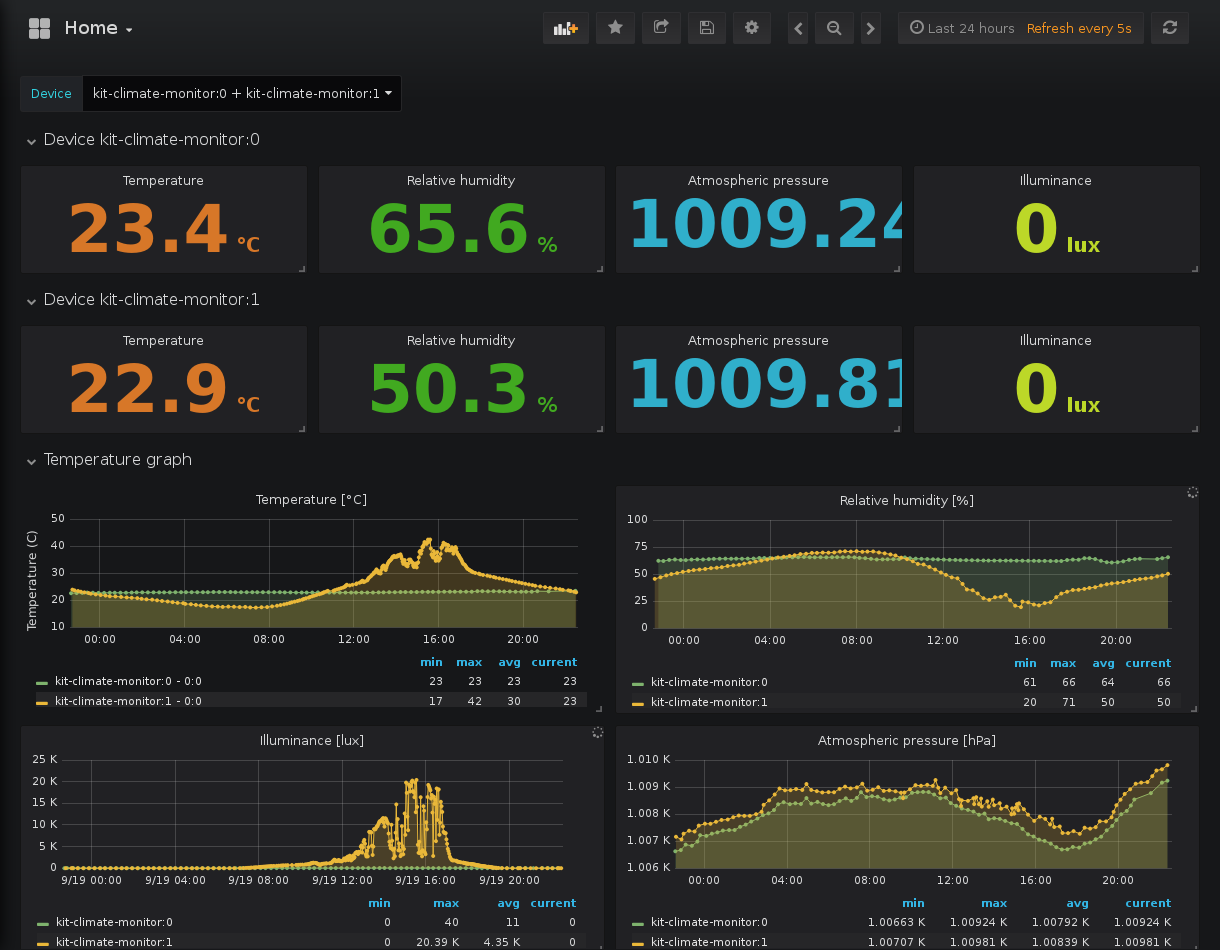 Home
Last 24 hours Refresh every 5s
Device kit-climate-monitor:0 + kit-climate-monitor:1
Device kit-climate-monitor:0
Temperature Relative humidity Atmospheric pressure Illuminance
23.4 °C 65.6 % 1009.24 0 lux
Device kit-climate-monitor:1
Temperature Relative humidity Atmospheric pressure Illuminance
22.9 °C 50.3 % 1009.81 0 lux
Temperature graph
Temperature [°C]
Temperature (C)
50
40
30
20
10
00:00 04:00 08:00 12:00 16:00 20:00
min max avg current
kit-climate-monitor:0 - 0:0 23 23 23 23
kit-climate-monitor:1 - 0:0 17 42 30 23
Relative humidity [%]
100
75
50
25
0
00:00 04:00 08:00 12:00 16:00 20:00
min max avg current
kit-climate-monitor:0 61 66 64 66
kit-climate-monitor:1 20 71 50 50
Illuminance [lux]
25 K
20 K
15 K
10 K
5 K
0
9/19 00:00 9/19 04:00 9/19 08:00 9/19 12:00 9/19 16:00 9/19 20:00
min max avg current
kit-climate-monitor:0 0 40 11 0
kit-climate-monitor:1 0 20.39 K 4.35 K 0
Atmospheric pressure [hPa]
1.010 K
1.009 K
1.008 K
1.007 K
1.006 K
00:00 04:00 08:00 12:00 16:00 20:00
min max avg current
kit-climate-monitor:0 1.00663 K 1.00924 K 1.00792 K 1.00924 K
kit-climate-monitor:1 1.00707 K 1.00981 K 1.00839 K 1.00981 K